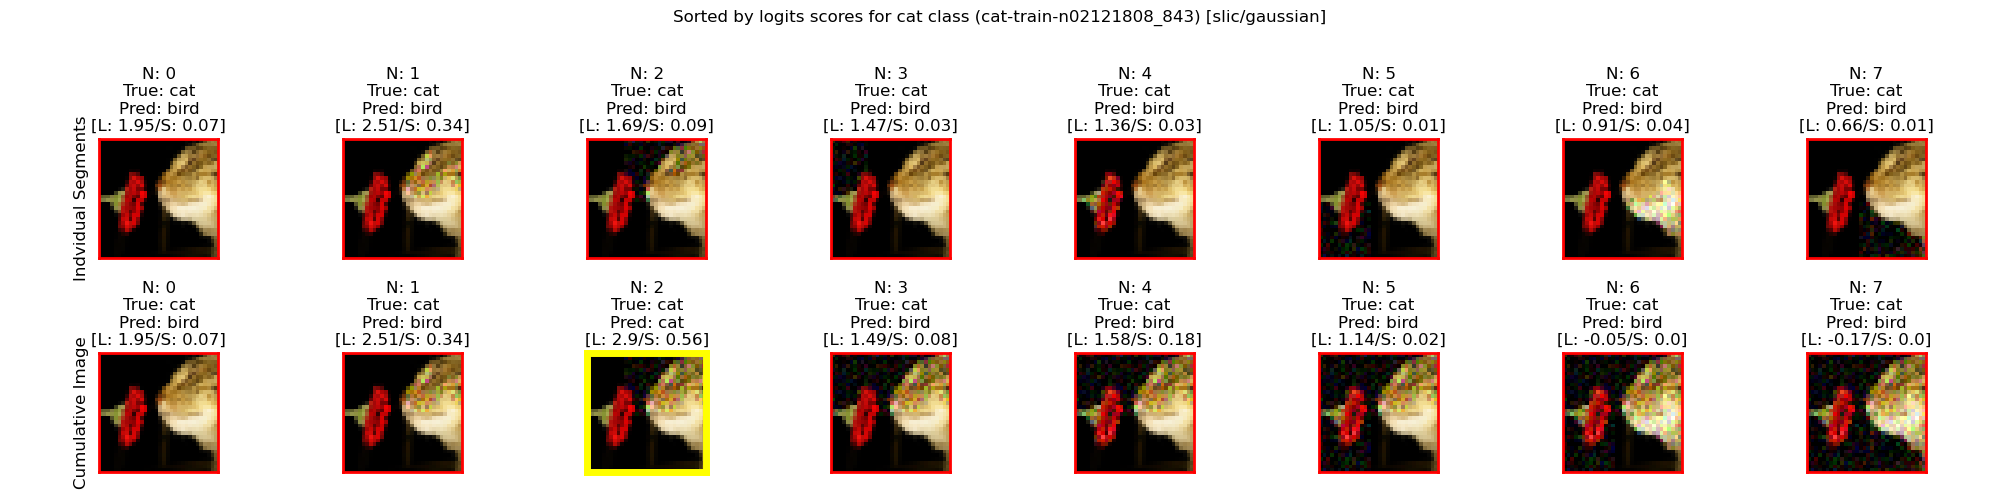 Sorted by logits scores for cat class (cat-train-n02121808_843) [slic/gaussian]
Indvidual Segments
N: 0
True: cat
Pred: bird
[L: 1.95/S: 0.07]
N: 1
True: cat
Pred: bird
[L: 2.51/S: 0.34]
N: 2
True: cat
Pred: bird
[L: 1.69/S: 0.09]
N: 3
True: cat
Pred: bird
[L: 1.47/S: 0.03]
N: 4
True: cat
Pred: bird
[L: 1.36/S: 0.03]
N: 5
True: cat
Pred: bird
[L: 1.05/S: 0.01]
N: 6
True: cat
Pred: bird
[L: 0.91/S: 0.04]
N: 7
True: cat
Pred: bird
[L: 0.66/S: 0.01]
Cumulative Image
N: 0
True: cat
Pred: bird
[L: 1.95/S: 0.07]
N: 1
True: cat
Pred: bird
[L: 2.51/S: 0.34]
N: 2
True: cat
Pred: cat
[L: 2.9/S: 0.56]
N: 3
True: cat
Pred: bird
[L: 1.49/S: 0.08]
N: 4
True: cat
Pred: bird
[L: 1.58/S: 0.18]
N: 5
True: cat
Pred: bird
[L: 1.14/S: 0.02]
N: 6
True: cat
Pred: bird
[L: -0.05/S: 0.0]
N: 7
True: cat
Pred: bird
[L: -0.17/S: 0.0]